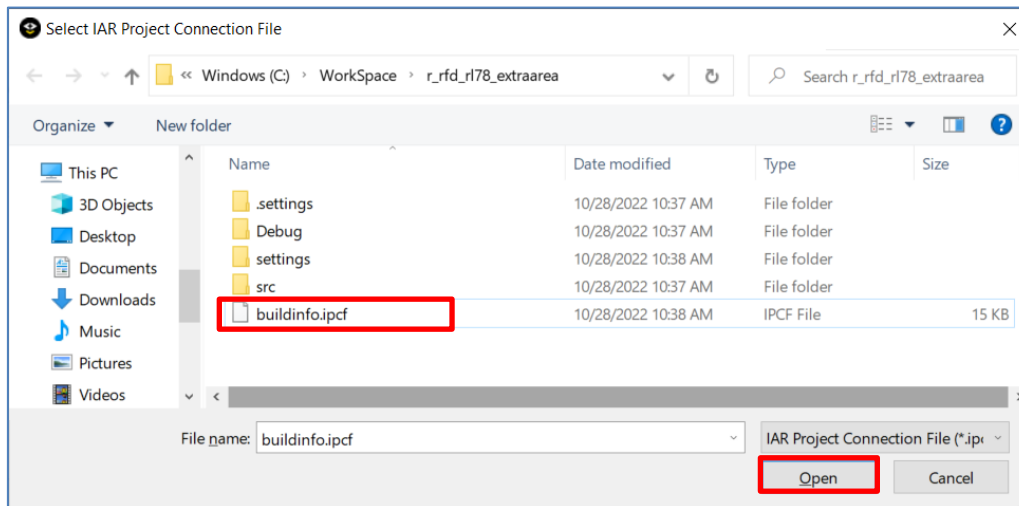 Select IAR Project Connection File
« Windows (C:) › WorkSpace › r_rfd_rl78_extraarea
Search r_rfd_rl78_extraarea
Organize
New folder
Name Date modified Type Size
This PC
3D Objects
Desktop
Documents
Downloads
Music
Pictures
Videos
.settings 10/28/2022 10:37 AM File folder
Debug 10/28/2022 10:37 AM File folder
settings 10/28/2022 10:38 AM File folder
src 10/28/2022 10:37 AM File folder
buildinfo.ipcf 10/28/2022 10:38 AM IPCF File 15 KB
File name: buildinfo.ipcf
IAR Project Connection File (*.ipc
Open Cancel